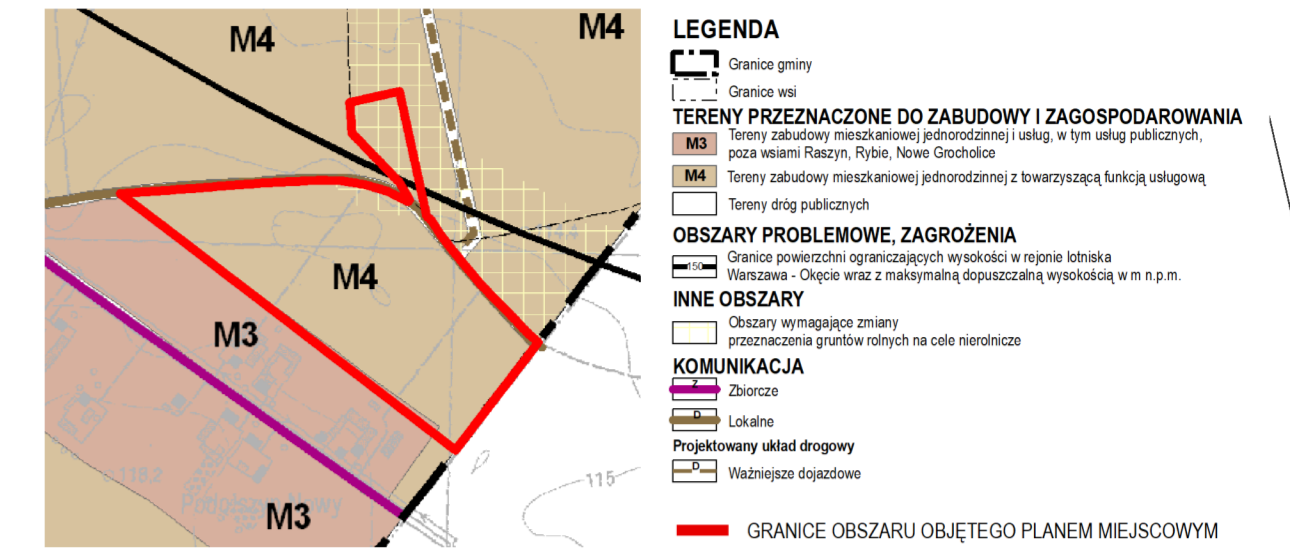 M4
M4
M4
M3
M3
118,2
Podolszyn Nowy
115
LEGENDA
Granice gminy
Granice wsi
TERENY PRZEZNACZONE DO ZABUDOWY I ZAGOSPODAROWANIA
M3 Tereny zabudowy mieszkaniowej jednorodzinnej i usług, w tym usług publicznych,
poza wsiami Raszyn, Rybie, Nowe Grocholice
M4 Tereny zabudowy mieszkaniowej jednorodzinnej z towarzyszącą funkcją usługową
Tereny dróg publicznych
OBSZARY PROBLEMOWE, ZAGROŻENIA
150 Granice powierzchni ograniczających wysokości w rejonie lotniska
Warszawa - Okęcie wraz z maksymalną dopuszczalną wysokością w m n.p.m.
INNE OBSZARY
Obszary wymagające zmiany
przeznaczenia gruntów rolnych na cele nierolnicze
KOMUNIKACJA
Z Zbiorcze
D Lokalne
Projektowany układ drogowy
D Ważniejsze dojazdowe
GRANICE OBSZARU OBJĘTEGO PLANEM MIEJSCOWYM